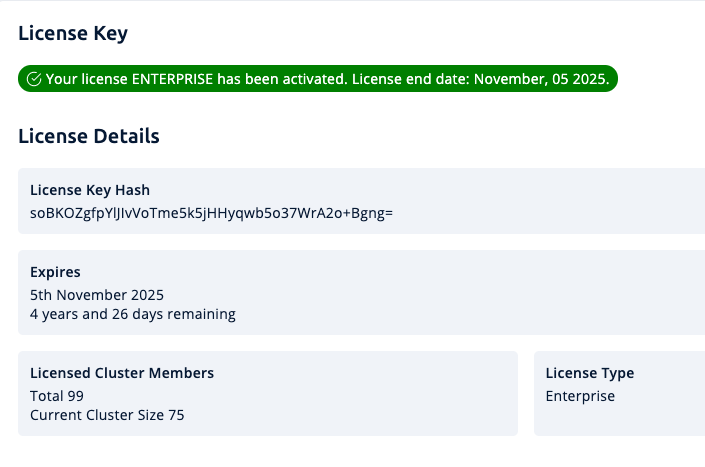 License Key
Your license ENTERPRISE has been activated. License end date: November, 05 2025.
License Details
License Key Hash
soBKOZgfpYlJIvVoTme5k5jHHyqwb5o37WrA2o+Bgng=
Expires
5th November 2025
4 years and 26 days remaining
Licensed Cluster Members
Total 99
Current Cluster Size 75
License Type
Enterprise